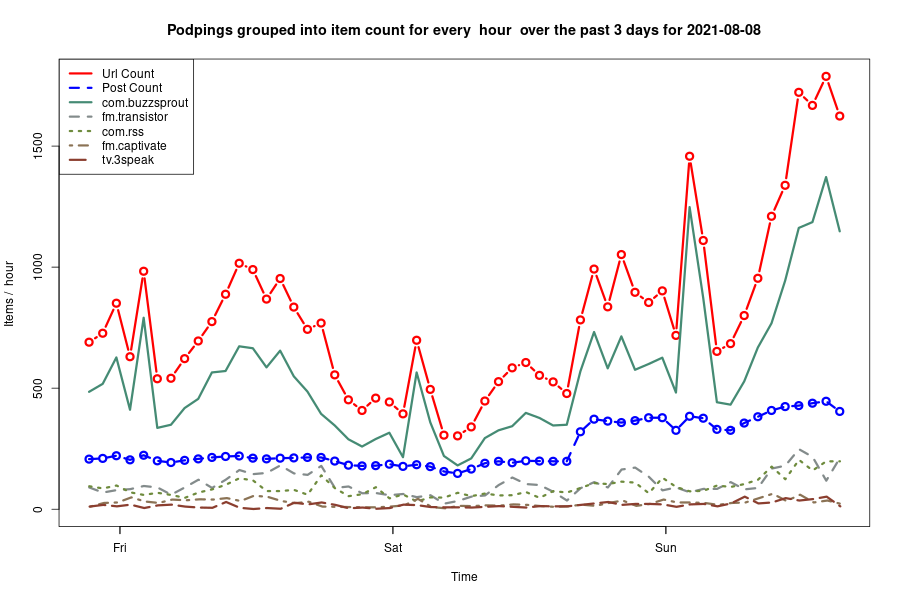 Podpings grouped into item count for every  hour  over the past 3 days for 2021-08-08
Url Count
Post Count
com.buzzsprout
fm.transistor
com.rss
fm.captivate
tv.3speak
Items /  hour
1500
1000
500
0
Fri
Sat
Sun
Time